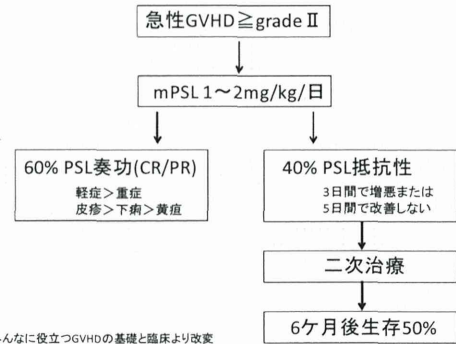 急性GVHD≧grade Ⅱ
mPSL 1~2mg/kg/日
60% PSL奏功(CR/PR)
軽症>重症
皮疹>下痢>黄疸
40% PSL抵抗性
3日間で増悪または
5日間で改善しない
二次治療
6ケ月後生存50%
んなに役立つGVHDの基礎と臨床より改変